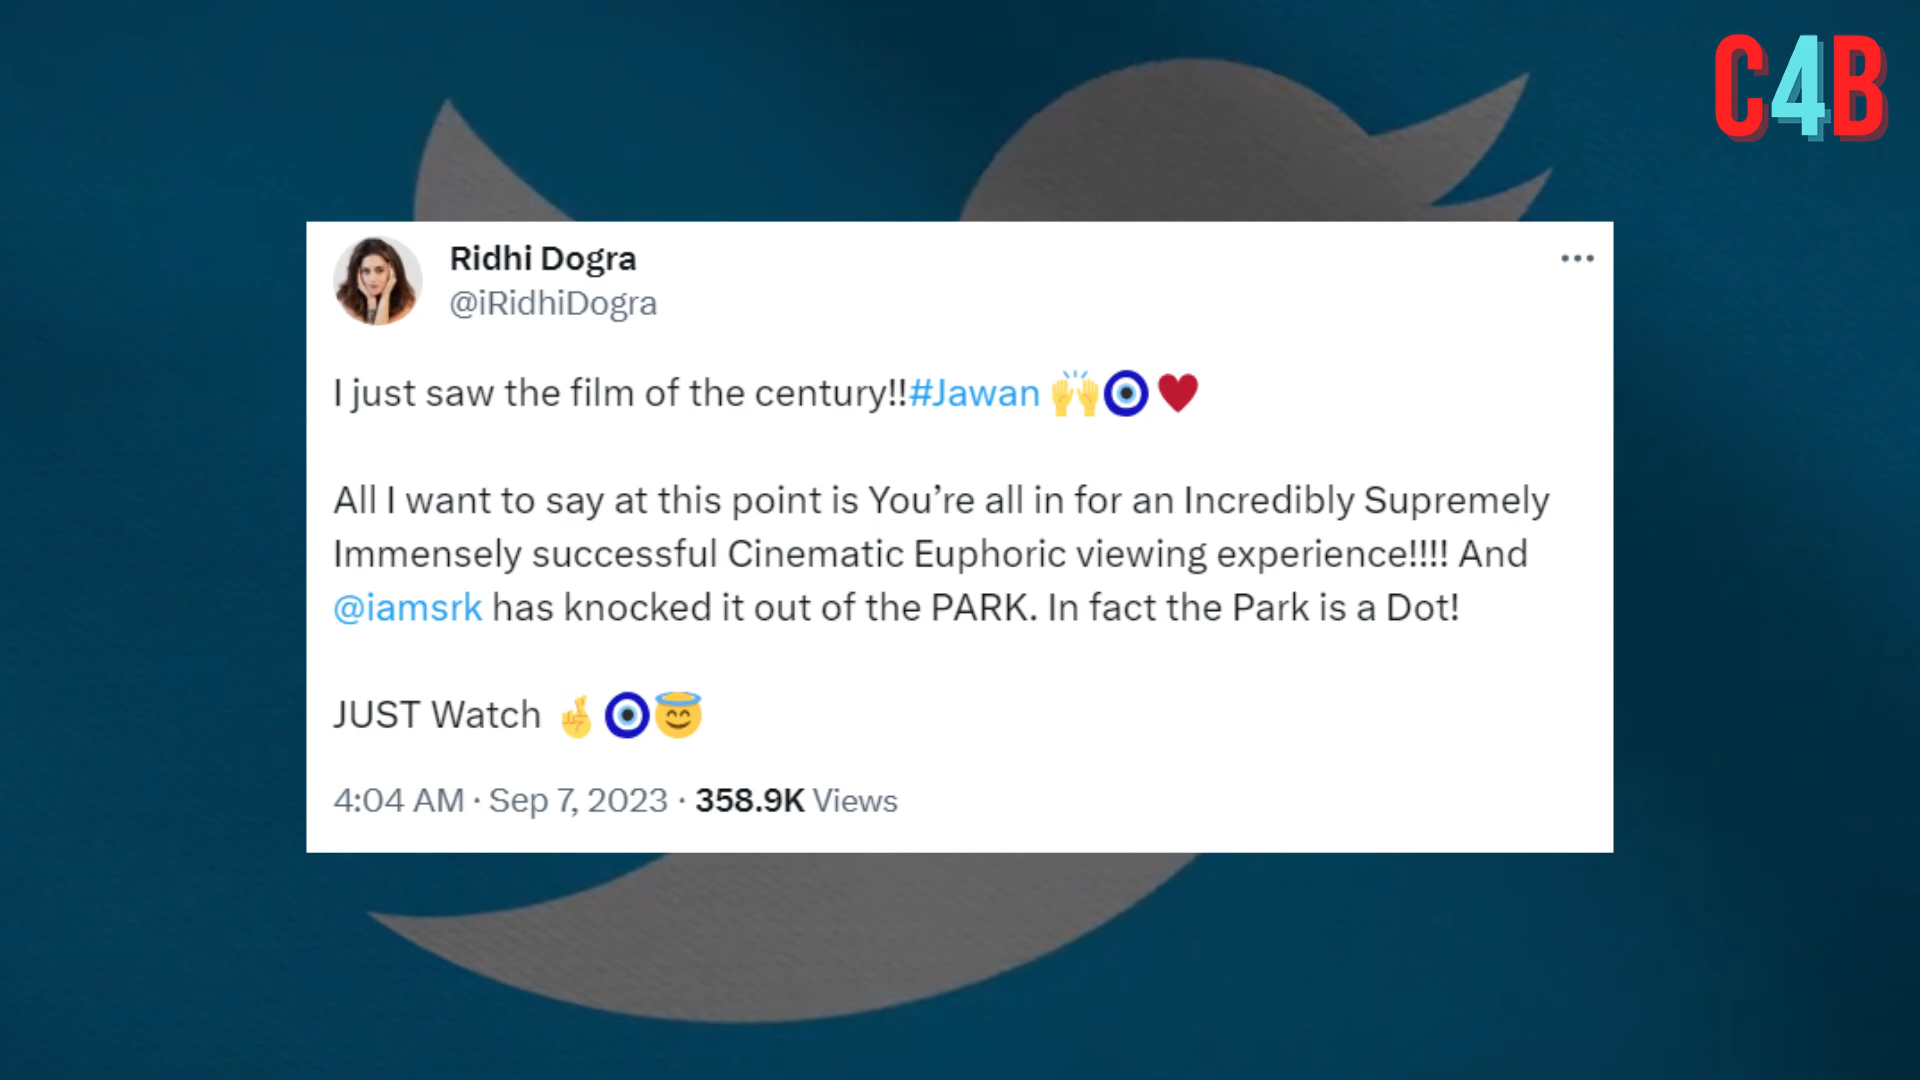 C4B
Ridhi Dogra
@iRidhiDogra
I just saw the film of the century!!#Jawan 🙌🧿♥
All I want to say at this point is You’re all in for an Incredibly Supremely
Immensely successful Cinematic Euphoric viewing experience!!!! And
@iamsrk has knocked it out of the PARK. In fact the Park is a Dot!
JUST Watch 🤞🧿😇
4:04 AM · Sep 7, 2023 · 358.9K Views